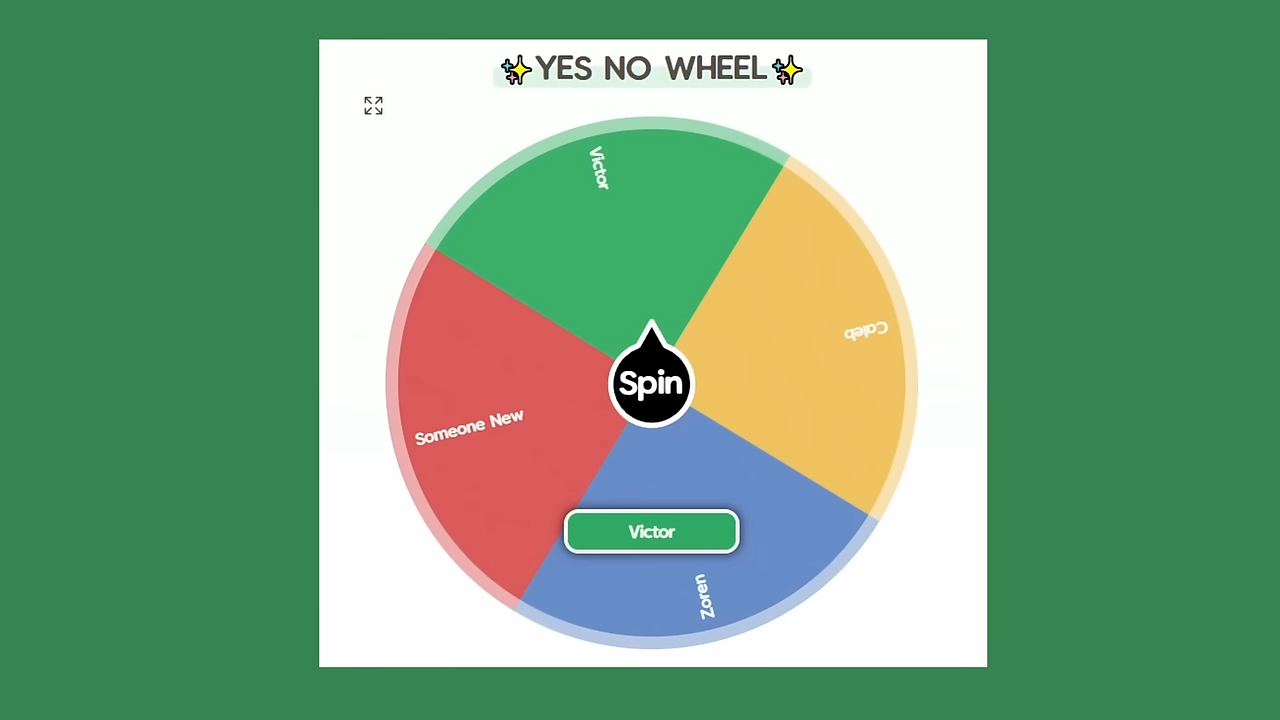 ✨YES NO WHEEL✨
Victor
Caleb
Spin
Someone New
Victor
Zoren